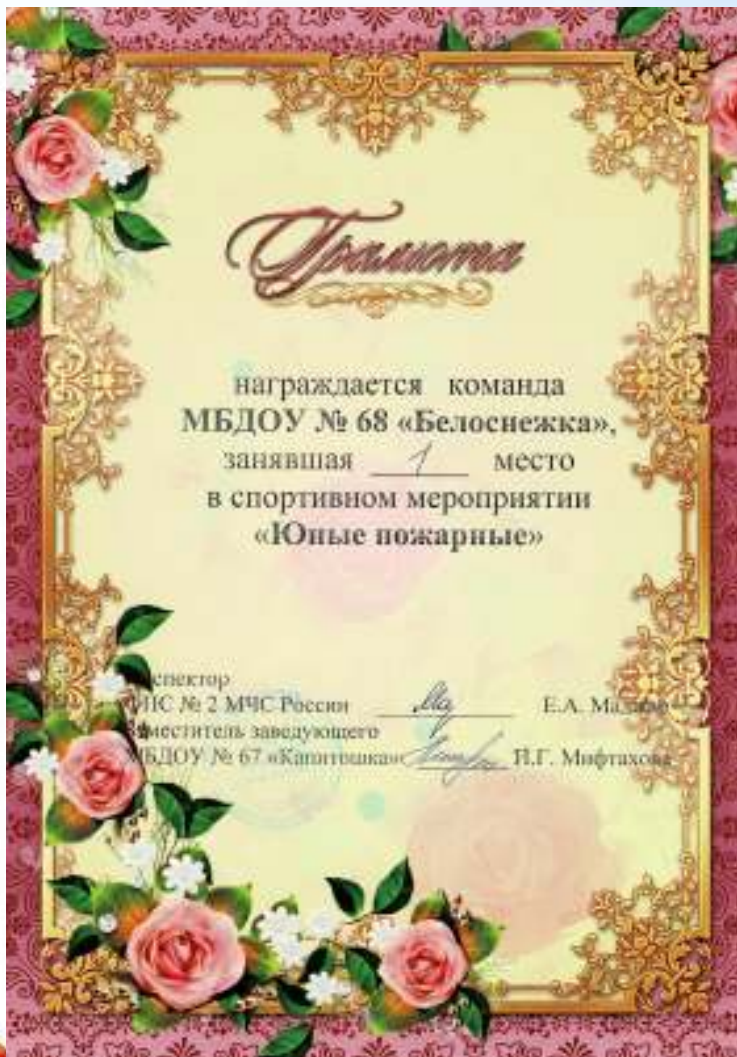 Грамота
награждается команда
МБДОУ № 68 «Белоснежка»,
занявшая 1 место
в спортивном мероприятии
«Юные пожарные»
№ 2 МЧС России Е.А.
заведующего
МБДОУ № 67 «Капитошка» Г. Мифтахова